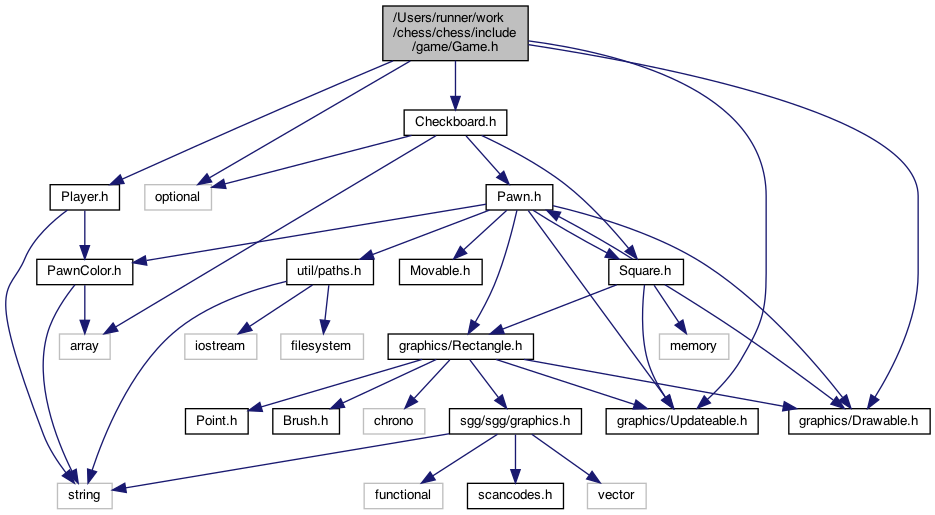 /Users/runner/work
/chess/chess/include
/game/Game.h
Checkboard.h
Player.h
optional
Pawn.h
PawnColor.h
util/paths.h
Movable.h
Square.h
array
iostream
filesystem
graphics/Rectangle.h
memory
Point.h
Brush.h
chrono
sgg/sgg/graphics.h
graphics/Updateable.h
graphics/Drawable.h
string
functional
scancodes.h
vector